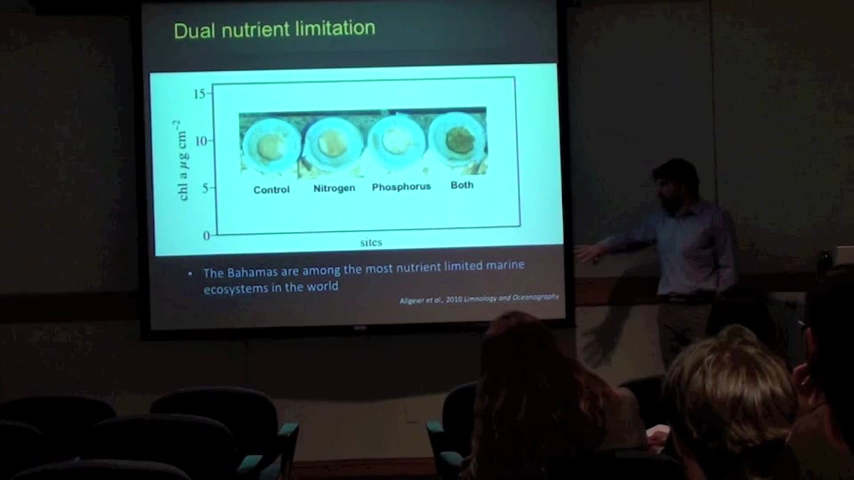 Dual nutrient limitation
15
10
5
0
chl a µg cm⁻²
Control Nitrogen Phosphorus Both
sites
• The Bahamas are among the most nutrient limited marine
ecosystems in the world
Allgeier et al., 2010 Limnology and Oceanography